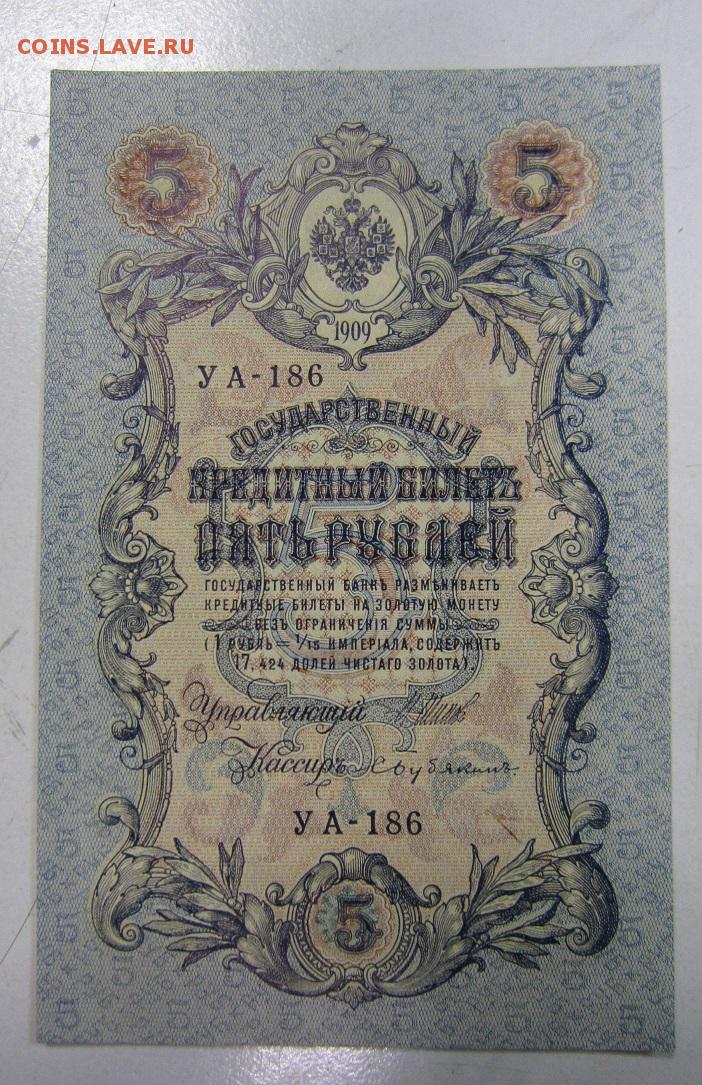 COINS.LAVE.RU
5 5
1909
УА-186
ГОСУДАРСТВЕННЫЙ
КРЕДИТНЫЙ БИЛЕТЪ
ПЯТЬ РУБЛЕЙ
ГОСУДАРСТВЕННЫЙ БАНКЪ РАЗМѢНИВАЕТЪ
КРЕДИТНЫЕ БИЛЕТЫ НА ЗОЛОТУЮ МОНЕТУ
БЕЗЪ ОГРАНИЧЕНІЯ СУММЫ
(1 РУБЛЬ = 1/15 ИМПЕРІАЛА, СОДЕРЖИТЪ
17,424 ДОЛЕЙ ЧИСТАГО ЗОЛОТА).
Управляющій
Кассиръ
УА-186
5